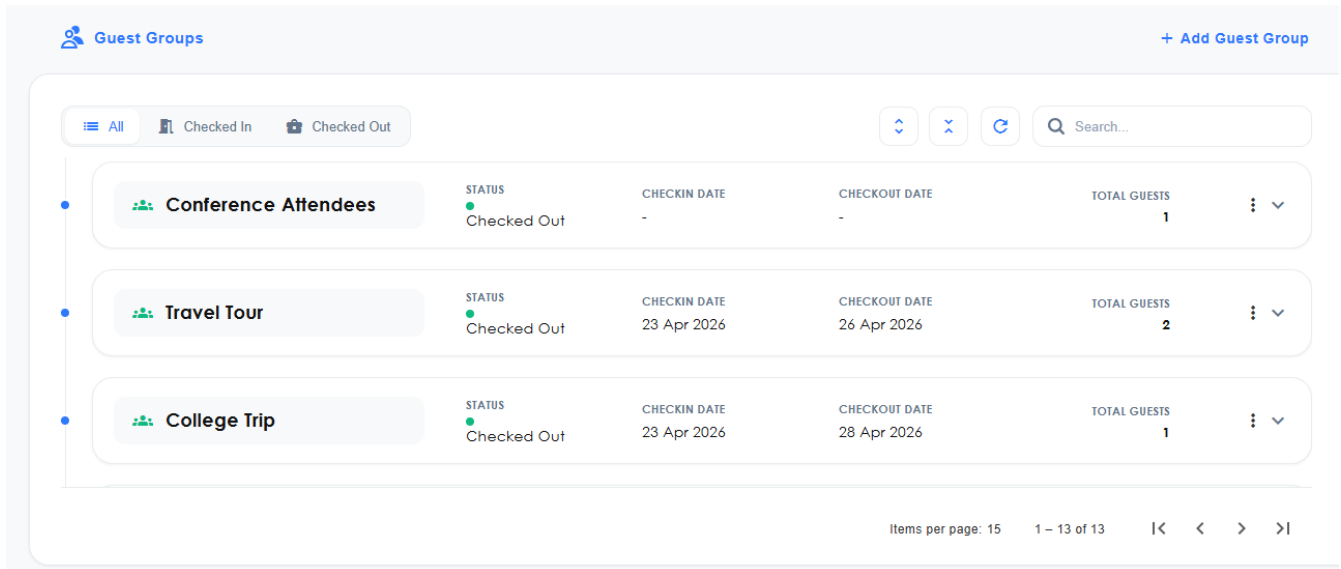 Guest Groups
+ Add Guest Group
All
Checked In
Checked Out
Search...
Conference Attendees
STATUS
Checked Out
CHECKIN DATE
-
CHECKOUT DATE
-
TOTAL GUESTS
1
Travel Tour
STATUS
Checked Out
CHECKIN DATE
23 Apr 2026
CHECKOUT DATE
26 Apr 2026
TOTAL GUESTS
2
College Trip
STATUS
Checked Out
CHECKIN DATE
23 Apr 2026
CHECKOUT DATE
28 Apr 2026
TOTAL GUESTS
1
Items per page: 15
1 – 13 of 13